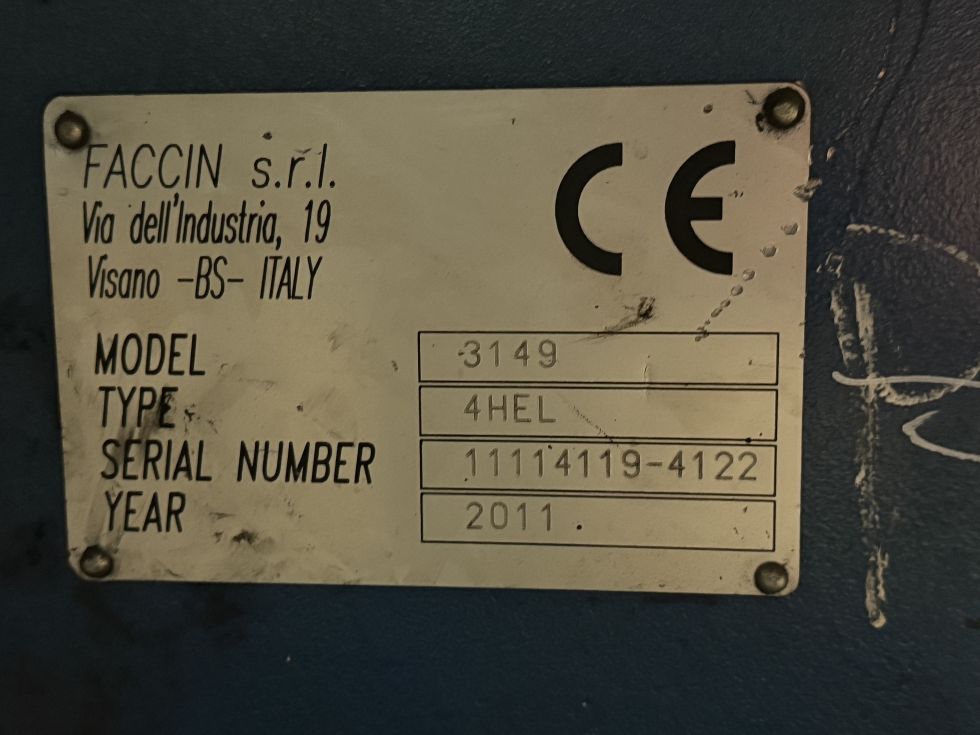 FACCIN s.r.l.
Via dell'Industria, 19
Visano -BS- ITALY
CE
MODEL 3149
TYPE 4HEL
SERIAL NUMBER 11114119-4122
YEAR 2011